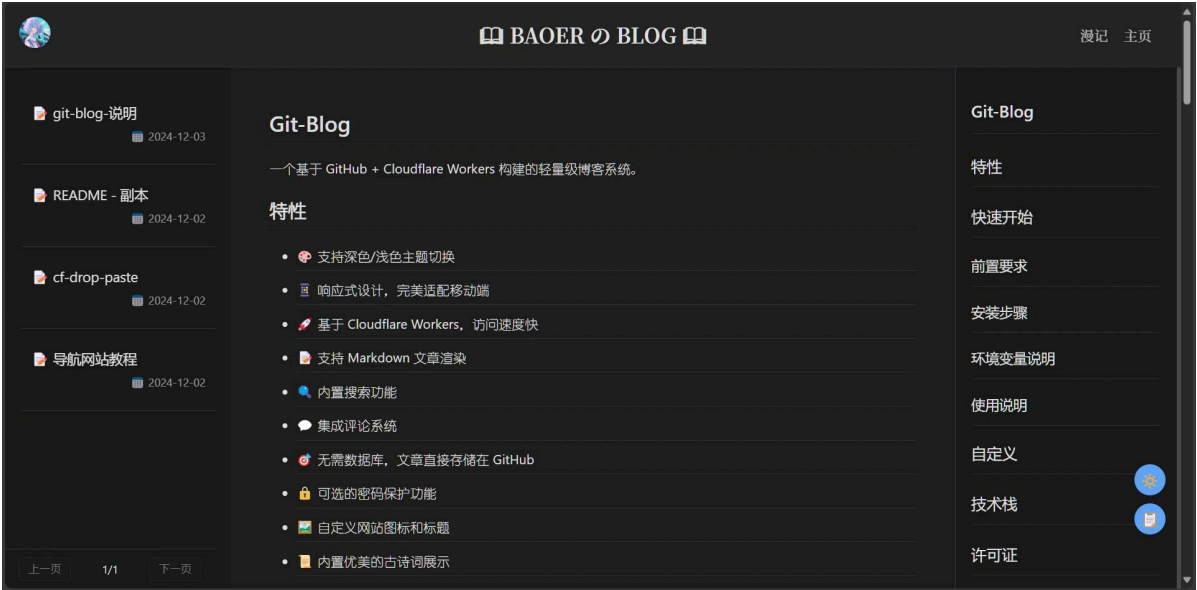 BAOER の BLOG
漫记 主页
git-blog-说明
2024-12-03
README - 副本
2024-12-02
cf-drop-paste
2024-12-02
导航网站教程
2024-12-02
上一页 1/1 下一页
Git-Blog
一个基于 GitHub + Cloudflare Workers 构建的轻量级博客系统。
特性
支持深色/浅色主题切换
响应式设计，完美适配移动端
基于 Cloudflare Workers，访问速度快
支持 Markdown 文章渲染
内置搜索功能
集成评论系统
无需数据库，文章直接存储在 GitHub
可选的密码保护功能
自定义网站图标和标题
内置优美的古诗词展示
Git-Blog
特性
快速开始
前置要求
安装步骤
环境变量说明
使用说明
自定义
技术栈
许可证